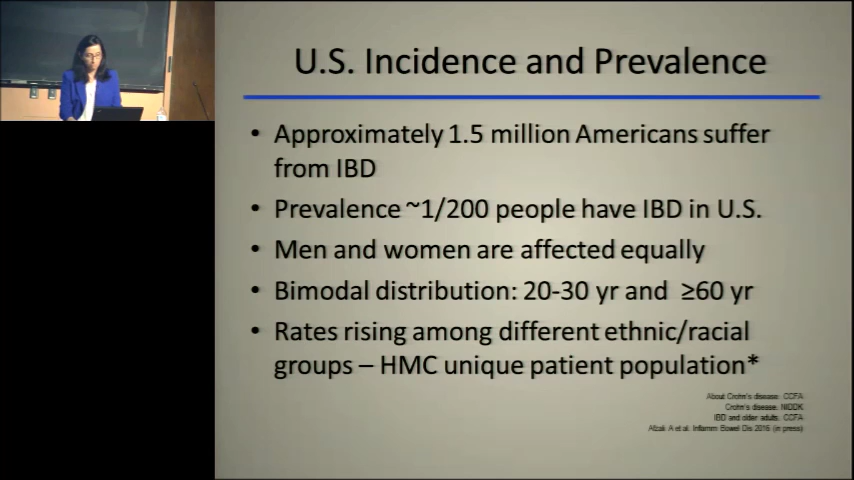 U.S. Incidence and Prevalence
• Approximately 1.5 million Americans suffer
from IBD
• Prevalence ~1/200 people have IBD in U.S.
• Men and women are affected equally
• Bimodal distribution: 20-30 yr and ≥60 yr
• Rates rising among different ethnic/racial
groups – HMC unique patient population*
About Crohn's disease. CCFA
Crohn's disease. NIDDK
IBD and older adults. CCFA
Afzali A et al. Inflamm Bowel Dis 2016 (in press)